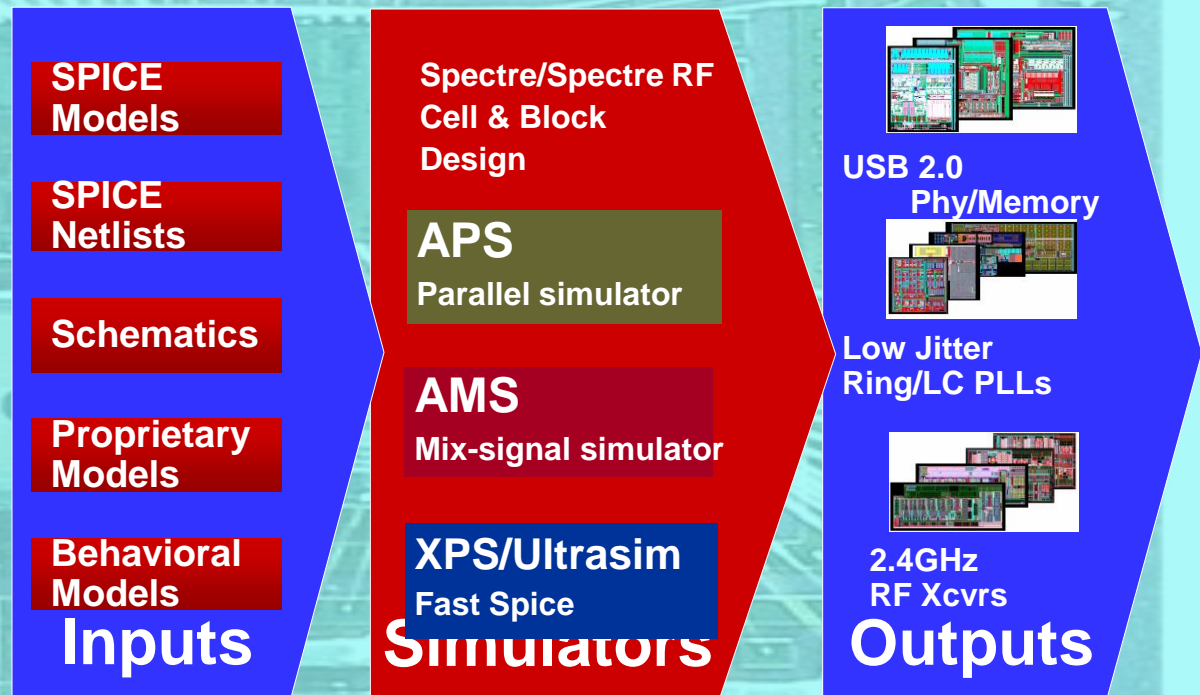 SPICE
Models
SPICE
Netlists
Schematics
Proprietary
Models
Behavioral
Models
Inputs
Spectre/Spectre RF
Cell & Block
Design
APS
Parallel simulator
AMS
Mix-signal simulator
XPS/Ultrasim
Fast Spice
Simulators
USB 2.0
Phy/Memory
Low Jitter
Ring/LC PLLs
2.4GHz
RF Xcvrs
Outputs